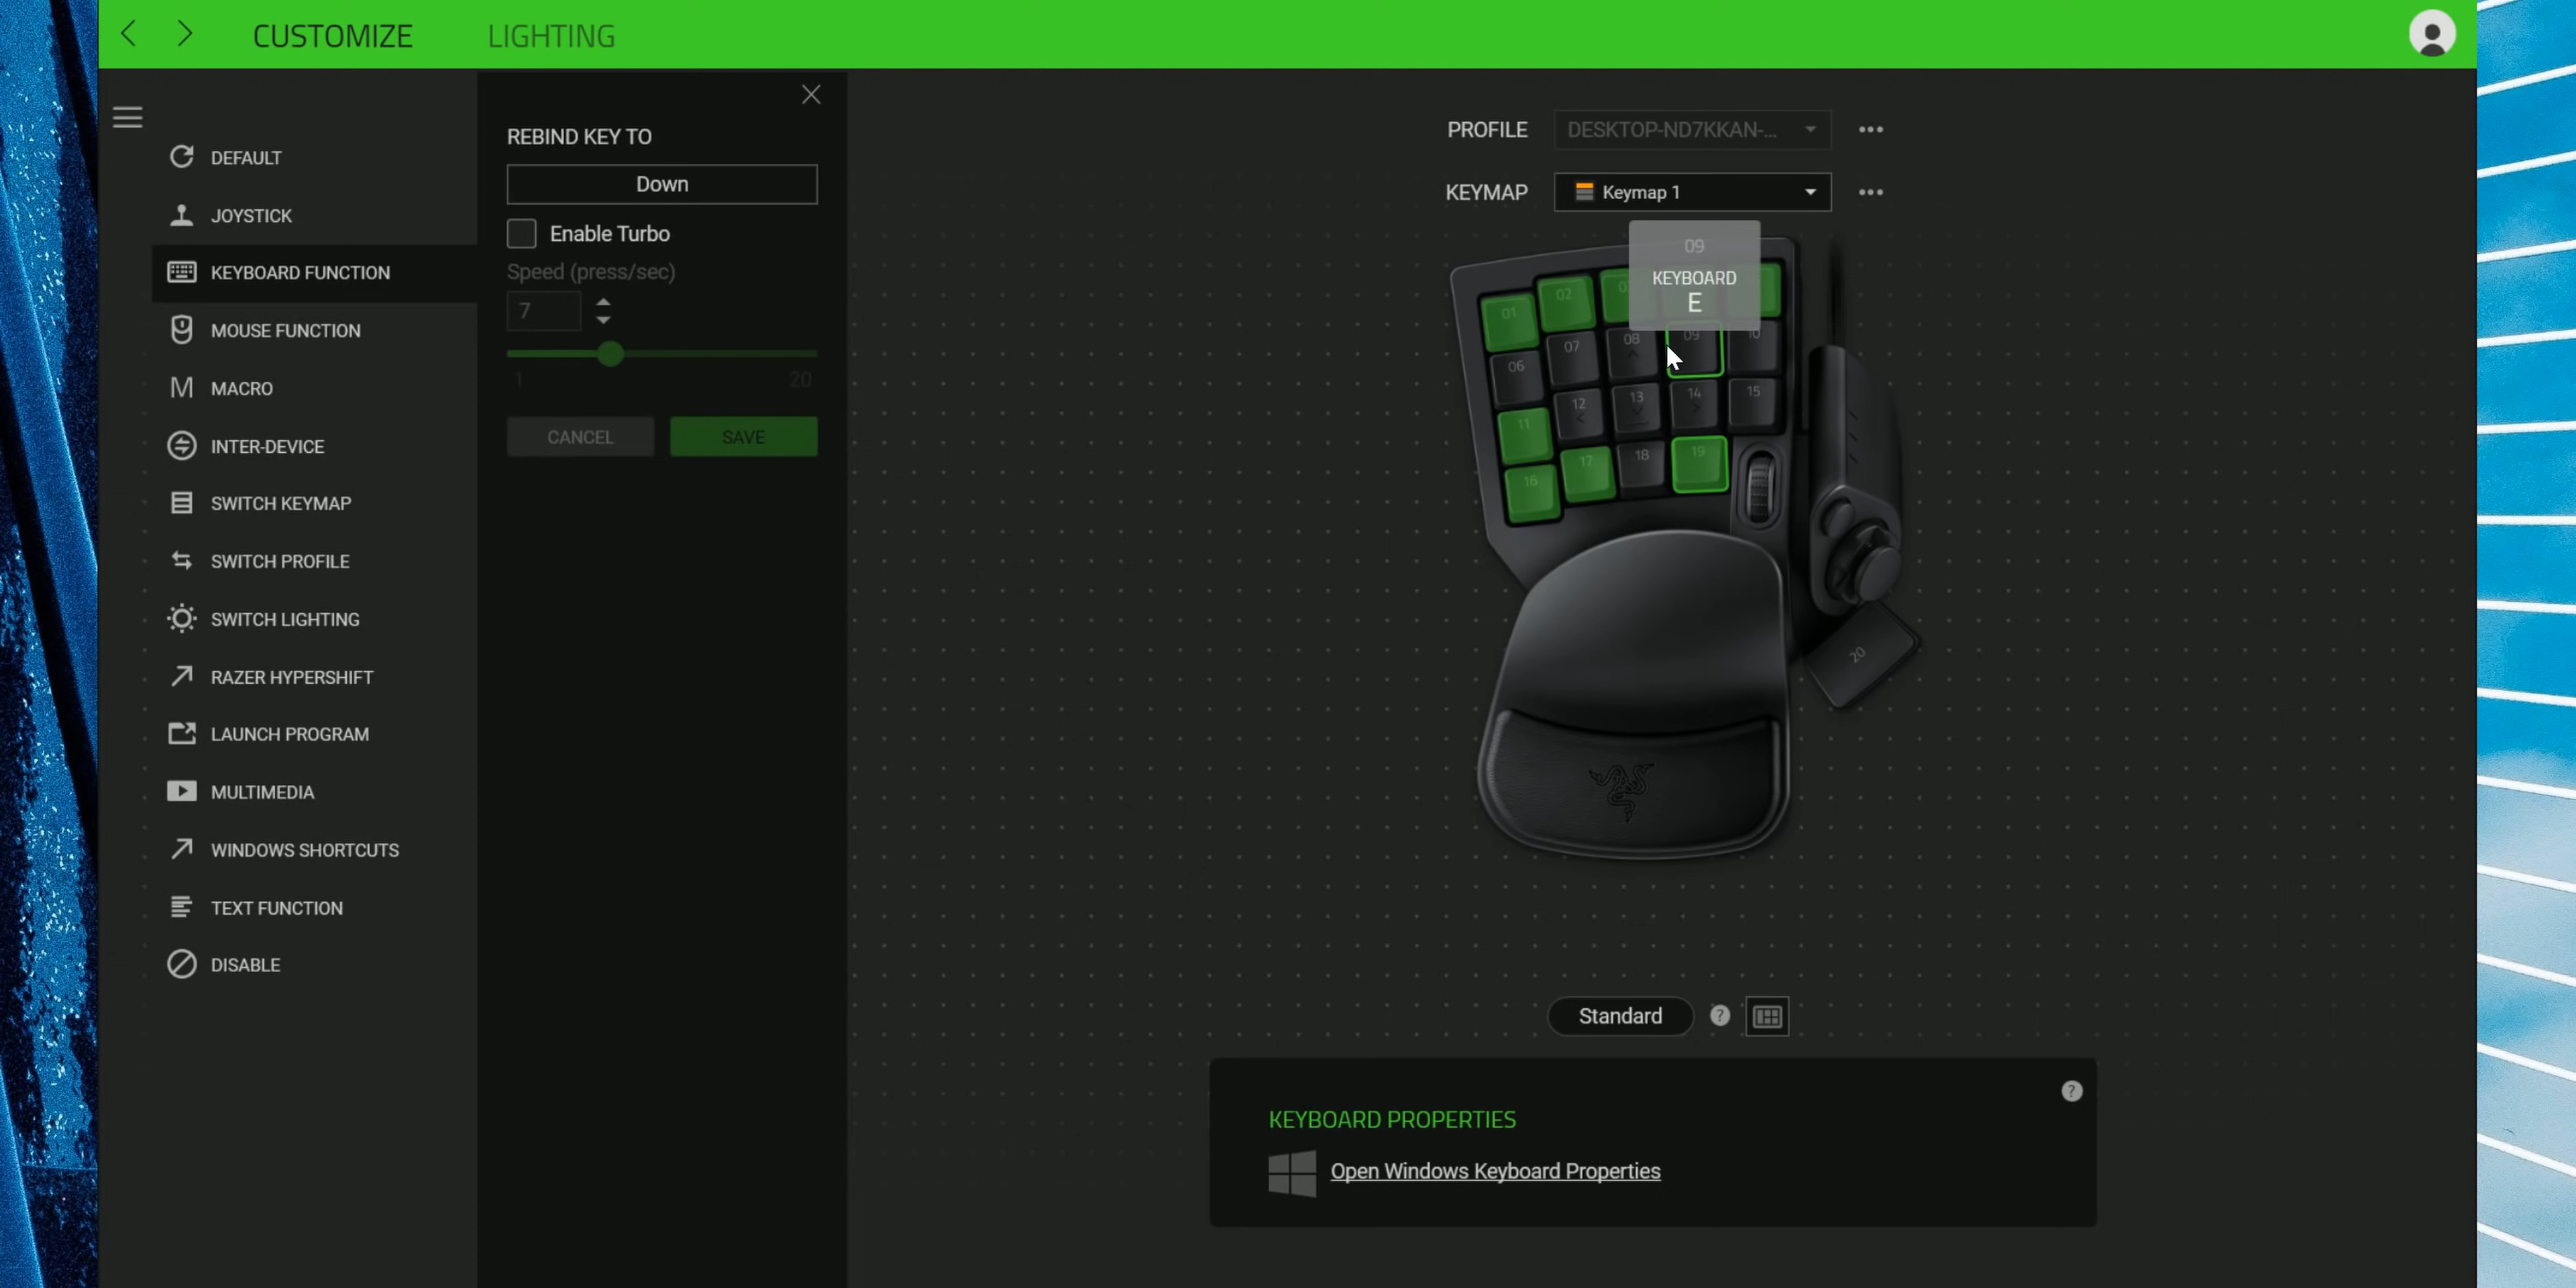 CUSTOMIZE
LIGHTING
DEFAULT
JOYSTICK
KEYBOARD FUNCTION
MOUSE FUNCTION
MACRO
INTER-DEVICE
SWITCH KEYMAP
SWITCH PROFILE
SWITCH LIGHTING
RAZER HYPERSHIFT
LAUNCH PROGRAM
MULTIMEDIA
WINDOWS SHORTCUTS
TEXT FUNCTION
DISABLE
REBIND KEY TO
Down
Enable Turbo
Speed (press/sec)
7
1
20
CANCEL
SAVE
PROFILE
DESKTOP-ND7KKAN-...
KEYMAP
Keymap 1
09
KEYBOARD
E
01
02
06
07
08
09
10
11
12
13
14
15
16
17
18
19
20
Standard
?
?
KEYBOARD PROPERTIES
Open Windows Keyboard Properties